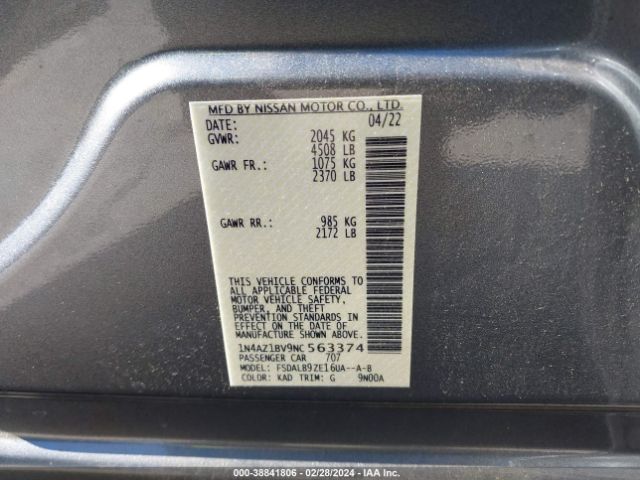 MFD BY NISSAN MOTOR CO., LTD.
DATE: 04/22
GVWR: 2045 KG
4508 LB
GAWR FR.: 1075 KG
2370 LB
GAWR RR.: 985 KG
2172 LB
THIS VEHICLE CONFORMS TO
ALL APPLICABLE FEDERAL
MOTOR VEHICLE SAFETY,
BUMPER, AND THEFT
PREVENTION STANDARDS IN
EFFECT ON THE DATE OF
MANUFACTURE
1N4AZ1BV9NC 563374
PASSENGER CAR 707
MODEL: FSDALB9ZE16UA--A-B
COLOR: KAD TRIM: G 9N00A
000-38841806 - 02/28/2024 - IAA Inc.